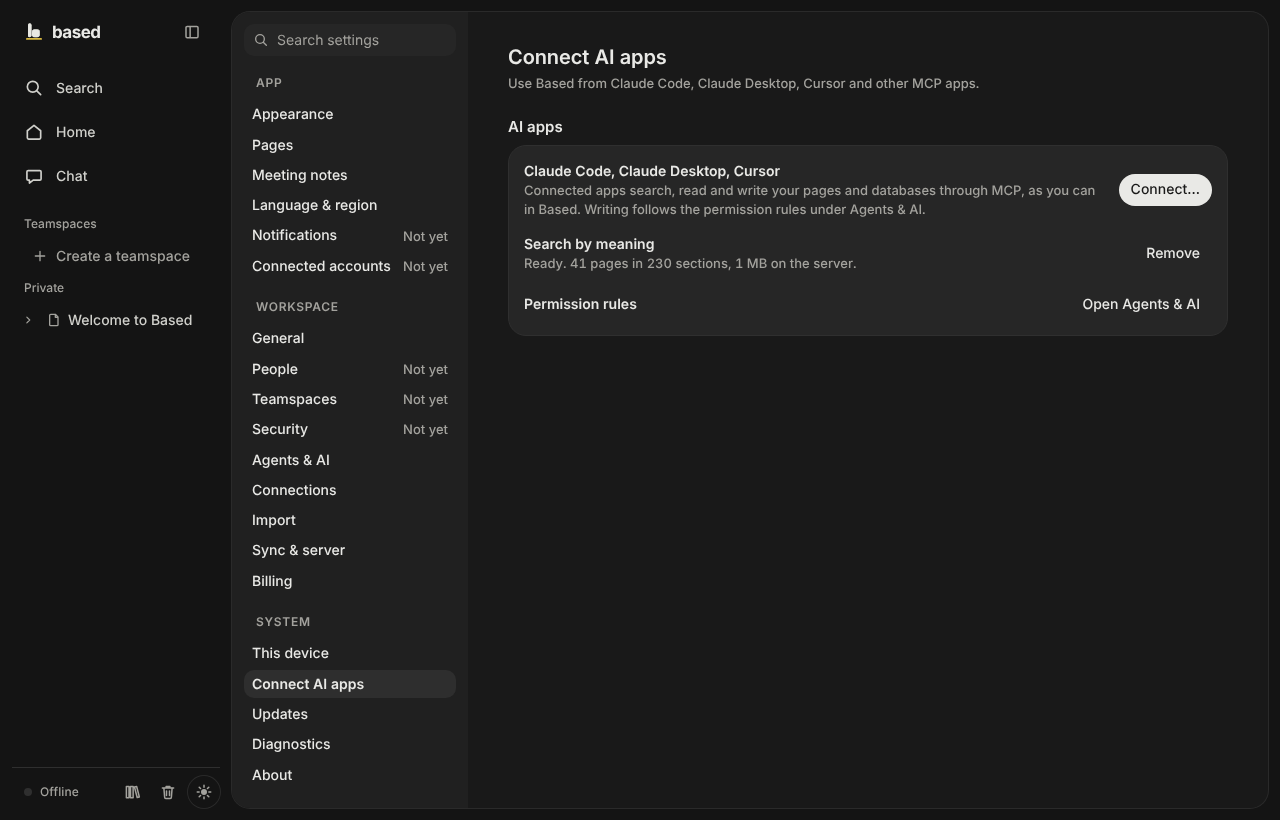 based
Search
Home
Chat
Teamspaces
Create a teamspace
Private
Welcome to Based
Offline
Search settings
APP
Appearance
Pages
Meeting notes
Language & region
Notifications Not yet
Connected accounts Not yet
WORKSPACE
General
People Not yet
Teamspaces Not yet
Security Not yet
Agents & AI
Connections
Import
Sync & server
Billing
SYSTEM
This device
Connect AI apps
Updates
Diagnostics
About
Connect AI apps
Use Based from Claude Code, Claude Desktop, Cursor and other MCP apps.
AI apps
Claude Code, Claude Desktop, Cursor
Connected apps search, read and write your pages and databases through MCP, as you can
in Based. Writing follows the permission rules under Agents & AI.
Connect...
Search by meaning
Ready. 41 pages in 230 sections, 1 MB on the server.
Remove
Permission rules
Open Agents & AI